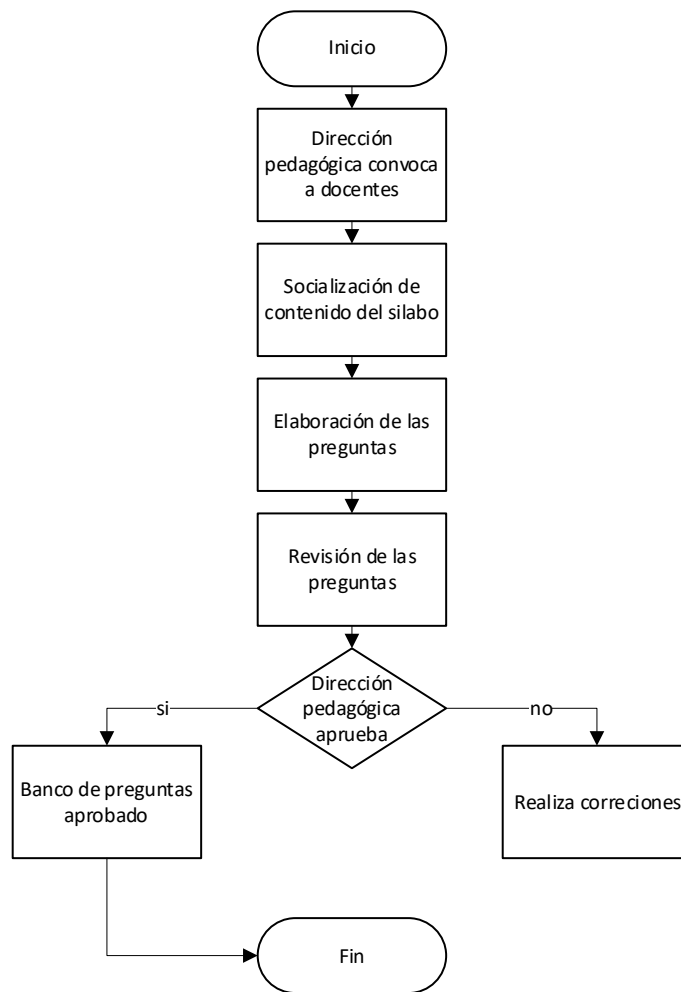 Inicio
Dirección
pedagógica convoca
a docentes
Socialización de
contenido del silabo
Elaboración de las
preguntas
Revisión de las
preguntas
Dirección
pedagógica
aprueba
si
no
Banco de preguntas
aprobado
Realiza correciones
Fin